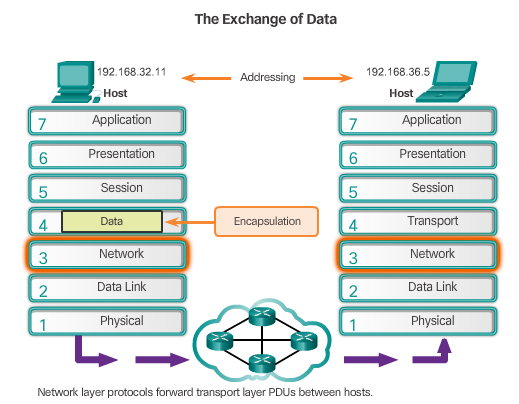 The Exchange of Data
192.168.32.11
Addressing
192.168.36.5
Host
Host
7 Application
7 Application
6 Presentation
6 Presentation
5 Session
5 Session
4 Data
Encapsulation
4 Transport
3 Network
3 Network
2 Data Link
2 Data Link
1 Physical
1 Physical
Network layer protocols forward transport layer PDUs between hosts.